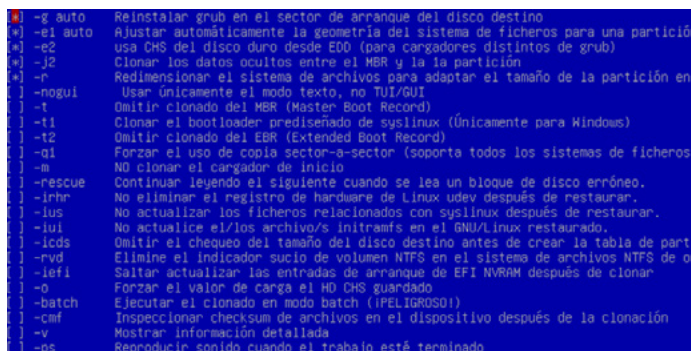 [*] -g auto Reinstalar grub en el sector de arranque del disco destino
[*] -e1 auto Ajustar automáticamente la geometría del sistema de ficheros para una partició
[*] -e2 usa CHS del disco duro desde EDD (para cargadores distintos de grub)
[*] -j2 Clonar los datos ocultos entre el MBR y la 1a partición
[*] -r Redimensionar el sistema de archivos para adaptar el tamaño de la partición en
[ ] -nogui Usar únicamente el modo texto, no TUI/GUI
[ ] -t Omitir clonado del MBR (Master Boot Record)
[ ] -t1 Clonar el bootloader prediseñado de syslinux (Únicamente para Windows)
[ ] -t2 Omitir clonado del EBR (Extended Boot Record)
[ ] -q1 Forzar el uso de copia sector-a-sector (soporta todos los sistemas de ficheros
[ ] -m NO clonar el cargador de inicio
[ ] -rescue Continuar leyendo el siguiente cuando se lea un bloque de disco erróneo.
[ ] -irhr No eliminar el registro de hardware de Linux udev después de restaurar.
[ ] -ius No actualizar los ficheros relacionados con syslinux después de restaurar.
[ ] -iui No actualice el/los archivo/s initramfs en el GNU/Linux restaurado.
[ ] -icds Omitir el chequeo del tamaño del disco destino antes de crear la tabla de part
[ ] -rvd Elimine el indicador sucio de volumen NTFS en el sistema de archivos NTFS de o
[ ] -iefi Saltar actualizar las entradas de arranque de EFI NVRAM después de clonar
[ ] -o Forzar el valor de carga el HD CHS guardado
[ ] -batch Ejecutar el clonado en modo batch (¡PELIGROSO!)
[ ] -cmf Inspeccionar checksum de archivos en el dispositivo después de la clonación
[ ] -v Mostrar información detallada
[ ] -ps Reproducir sonido cuando el trabajo esté terminado